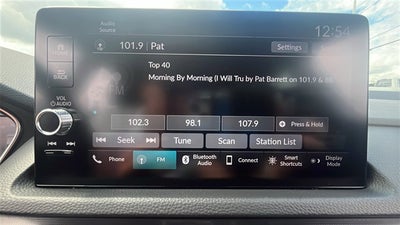 Audio
Source
12:54
HOME
101.9 | Pat
Settings
BACK
Top 40
Morning By Morning (I Will Tru by Pat Barrett on 101.9 & 88
FM
VOL
AUDIO
102.3
98.1
107.9
+ Press & Hold
Seek
Tune
Scan
Station List
Phone
FM
Bluetooth
Audio
Connect
Smart
Shortcuts
Display
Mode